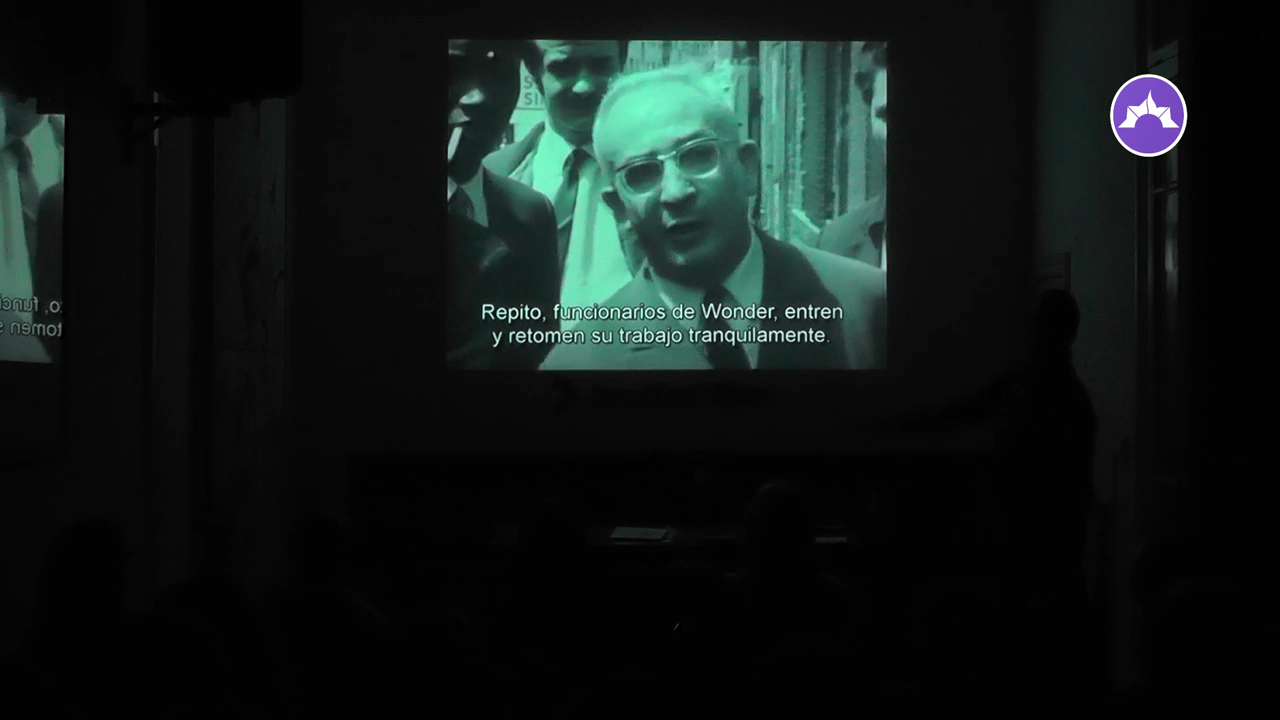 Repito, funcionarios de Wonder, entren
y retomen su trabajo tranquilamente.